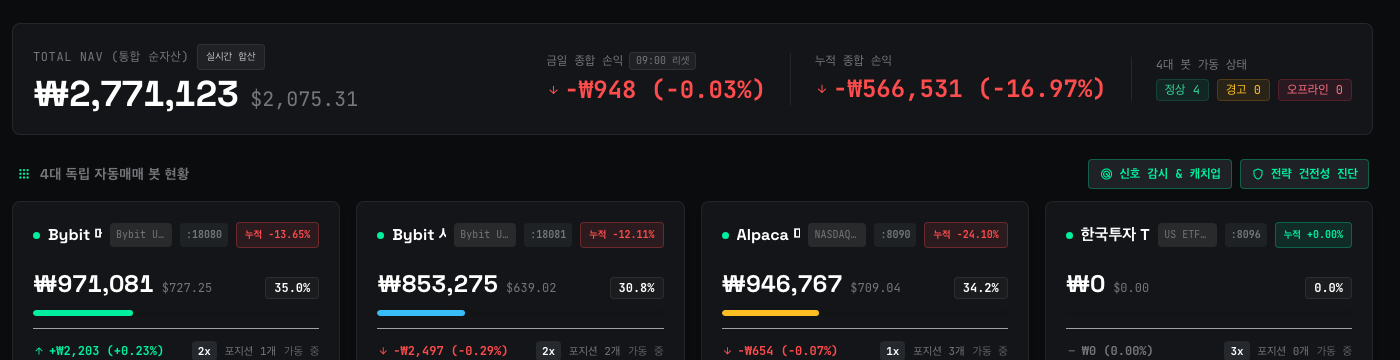 TOTAL NAV (통합 순자산) 실시간 합산
₩2,771,123 $2,075.31
금일 종합 손익 09:00 리셋
↓ -₩948 (-0.03%)
누적 종합 손익
↓ -₩566,531 (-16.97%)
4대 봇 가동 상태
정상 4 경고 0 오프라인 0
4대 독립 자동매매 봇 현황
신호 감시 & 캐치업 전략 건전성 진단
Bybit Bybit U… :18080 누적 -13.65%
₩971,081 $727.25 35.0%
↑ +₩2,203 (+0.23%) 2x 포지션 1개 가동 중
Bybit Bybit U… :18081 누적 -12.11%
₩853,275 $639.02 30.8%
↓ -₩2,497 (-0.29%) 2x 포지션 2개 가동 중
Alpaca NASDAQ… :8090 누적 -24.10%
₩946,767 $709.04 34.2%
↓ -₩654 (-0.07%) 1x 포지션 3개 가동 중
한국투자 T US ETF… :8096 누적 +0.00%
₩0 $0.00 0.0%
− ₩0 (0.00%) 3x 포지션 0개 가동 중